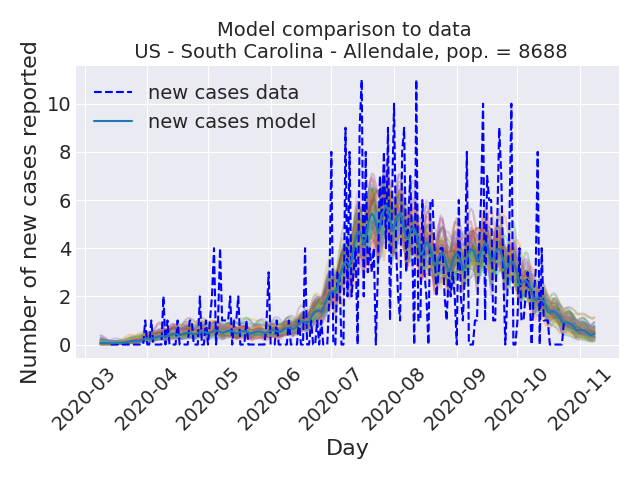 Model comparison to data
US - South Carolina - Allendale, pop. = 8688
Number of new cases reported
10
8
6
4
2
0
new cases data
new cases model
2020-03
2020-04
2020-05
2020-06
2020-07
2020-08
2020-09
2020-10
2020-11
Day